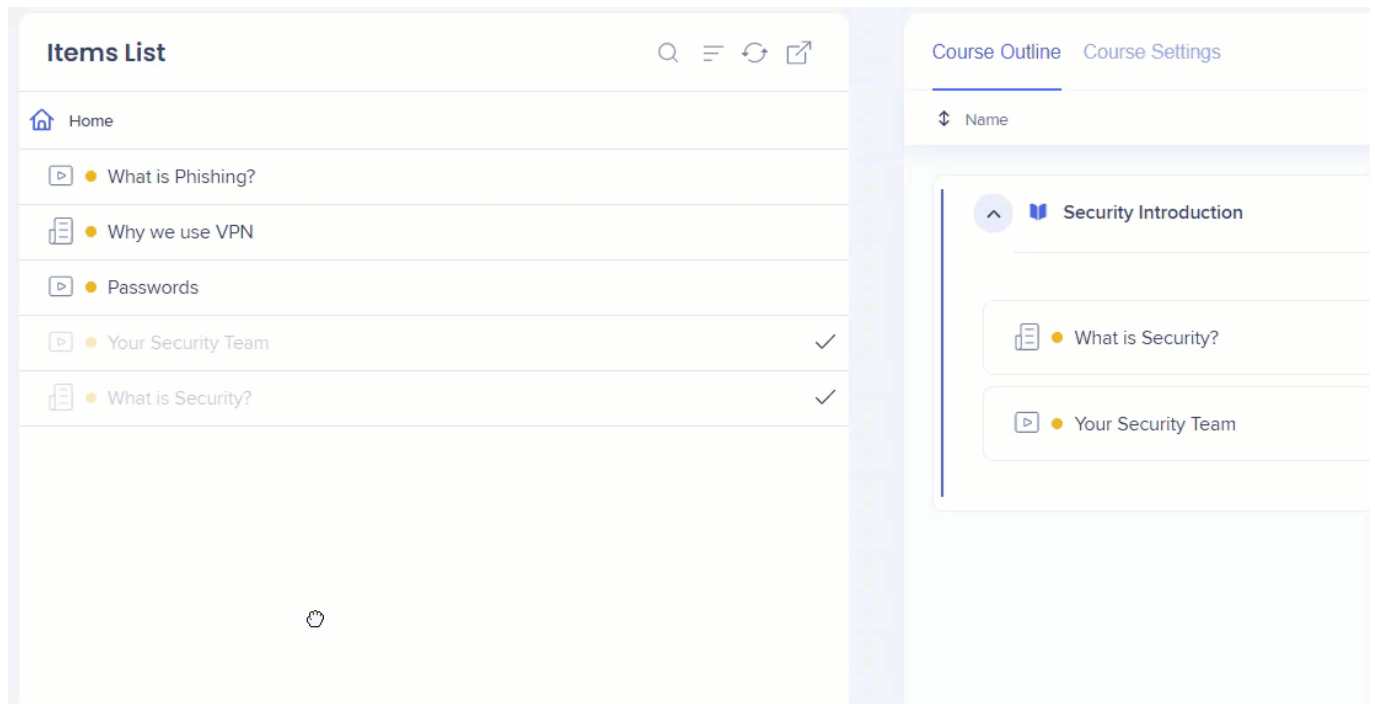 Items List
Home
What is Phishing?
Why we use VPN
Passwords
Your Security Team
What is Security?
Course Outline Course Settings
Name
Security Introduction
What is Security?
Your Security Team